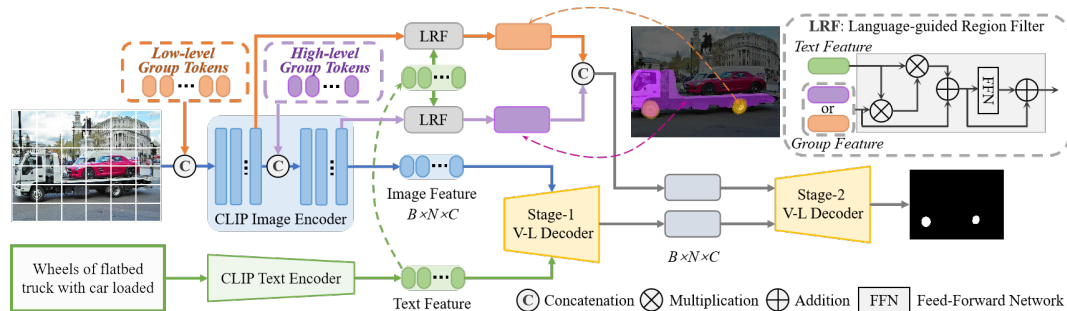 Low-level
Group Tokens
High-level
Group Tokens
LRF
LRF
C
C
C
CLIP Image Encoder
Image Feature
B×N×C
Wheels of flatbed
truck with car loaded
CLIP Text Encoder
Text Feature
Stage-1
V-L Decoder
B×N×C
Stage-2
V-L Decoder
LRF: Language-guided Region Filter
Text Feature
or
Group Feature
FFN
C Concatenation
Multiplication
Addition
FFN Feed-Forward Network